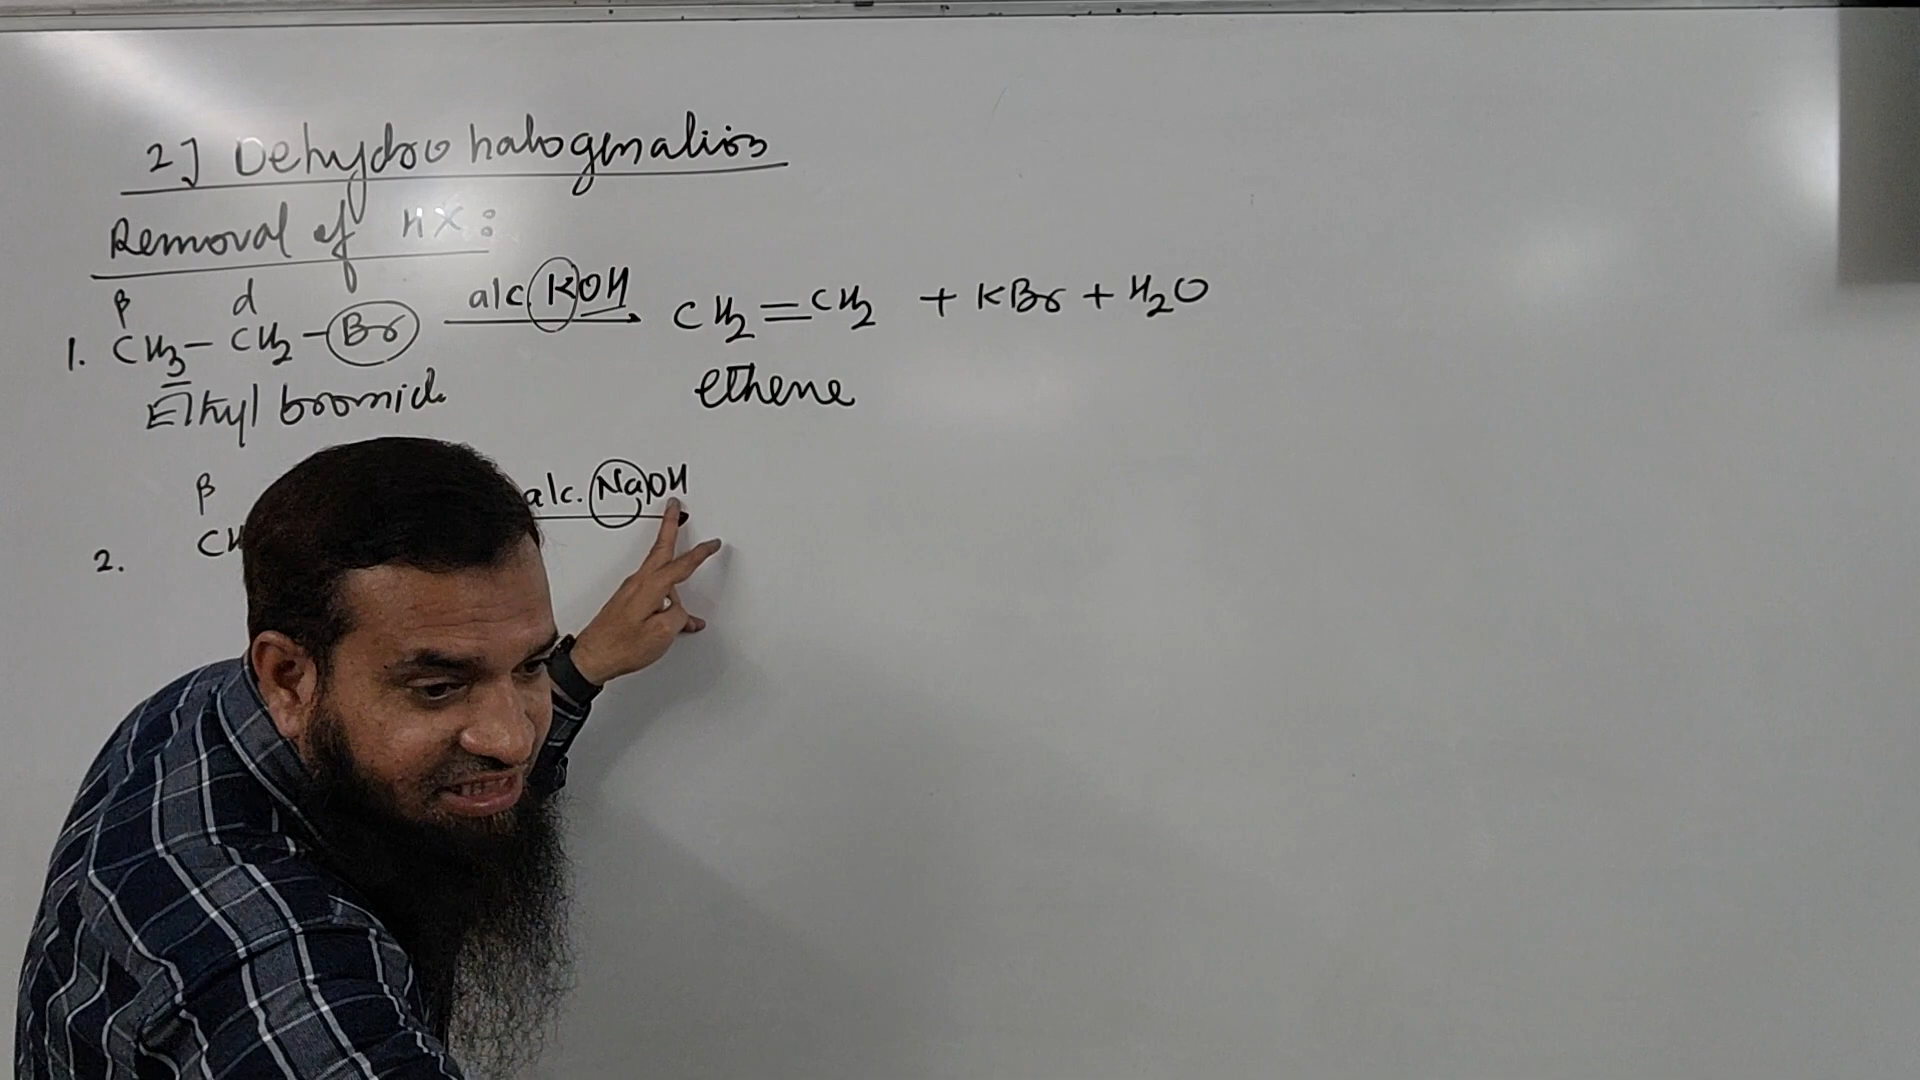 2] Dehydrohalogenation
Removal of HX:
β α
1. CH3-CH2-Br alc. KOH → CH2=CH2 + KBr + H2O
Ethyl bromide ethene
β alc. NaOH
2. CH